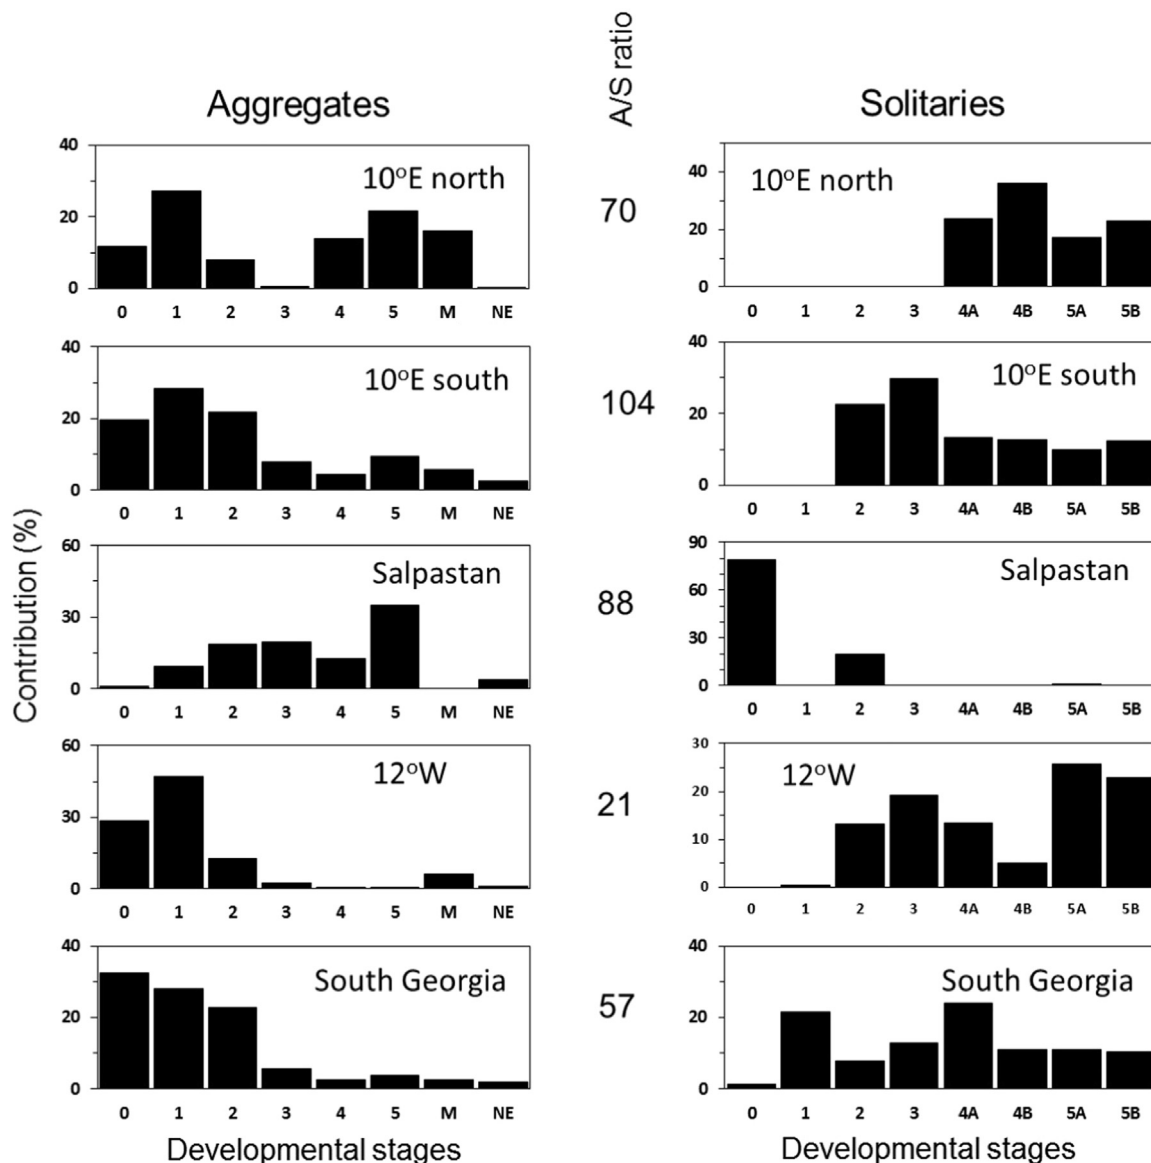 A/S ratio
Aggregates
Solitaries
Contribution (%)
40
20
0
10°E north
0 1 2 3 4 5 M NE
70
40
20
0
10°E north
0 1 2 3 4A 4B 5A 5B
40
20
0
10°E south
0 1 2 3 4 5 M NE
104
40
20
0
10°E south
0 1 2 3 4A 4B 5A 5B
60
30
0
Salpastan
0 1 2 3 4 5 M NE
88
90
60
30
0
Salpastan
0 1 2 3 4A 4B 5A 5B
60
30
0
12°W
0 1 2 3 4 5 M NE
21
30
20
10
0
12°W
0 1 2 3 4A 4B 5A 5B
40
20
0
South Georgia
0 1 2 3 4 5 M NE
57
40
20
0
South Georgia
0 1 2 3 4A 4B 5A 5B
Developmental stages
Developmental stages